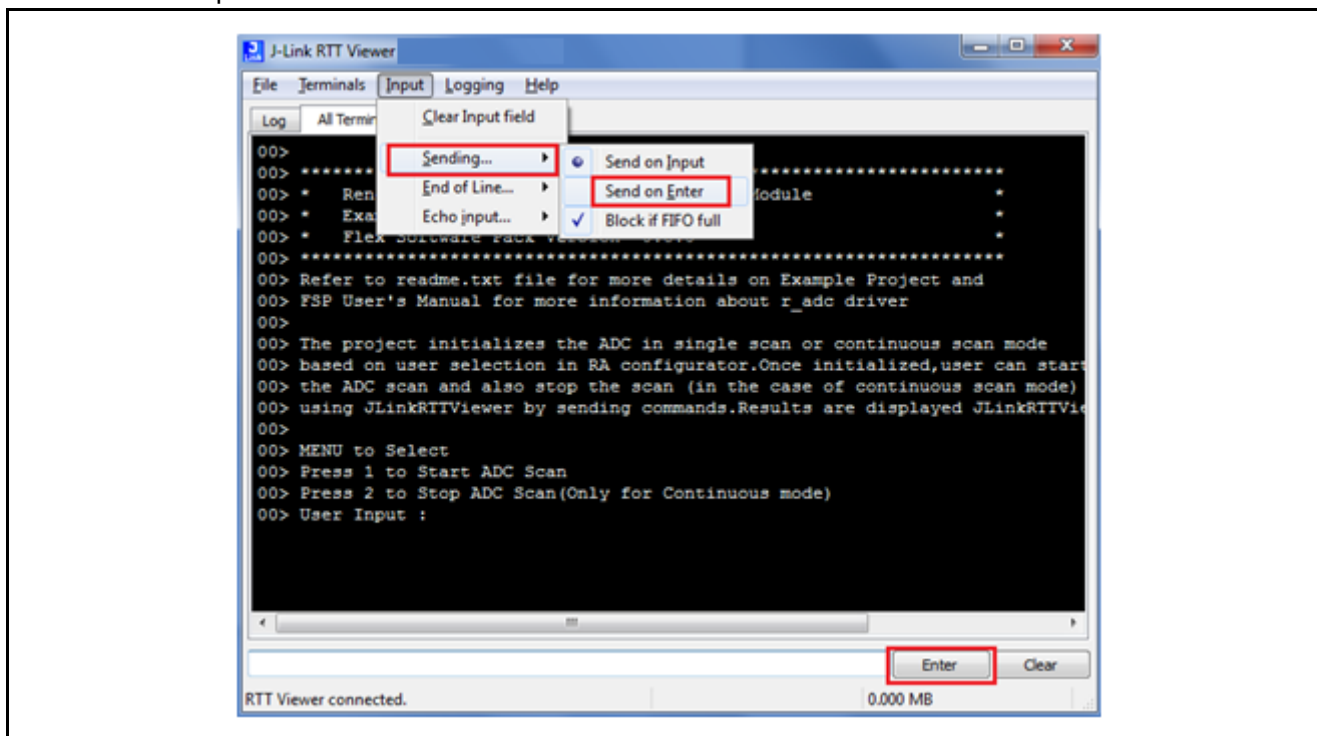 J-Link RTT Viewer
File Terminals Input Logging Help
Log All Termin
Clear Input field
Sending...
End of Line...
Echo input...
Send on Input
Send on Enter
Block if FIFO full
00>
00> ********************************************************************
00> * Ren odule *
00> * Exa *
00> * Flex Software Pack Version *
00> ********************************************************************
00> Refer to readme.txt file for more details on Example Project and
00> FSP User's Manual for more information about r_adc driver
00>
00> The project initializes the ADC in single scan or continuous scan mode
00> based on user selection in RA configurator.Once initialized,user can start
00> the ADC scan and also stop the scan (in the case of continuous scan mode)
00> using JLinkRTTViewer by sending commands.Results are displayed JLinkRTTVie
00>
00> MENU to Select
00> Press 1 to Start ADC Scan
00> Press 2 to Stop ADC Scan(Only for Continuous mode)
00> User Input :
Enter Clear
RTT Viewer connected. 0.000 MB